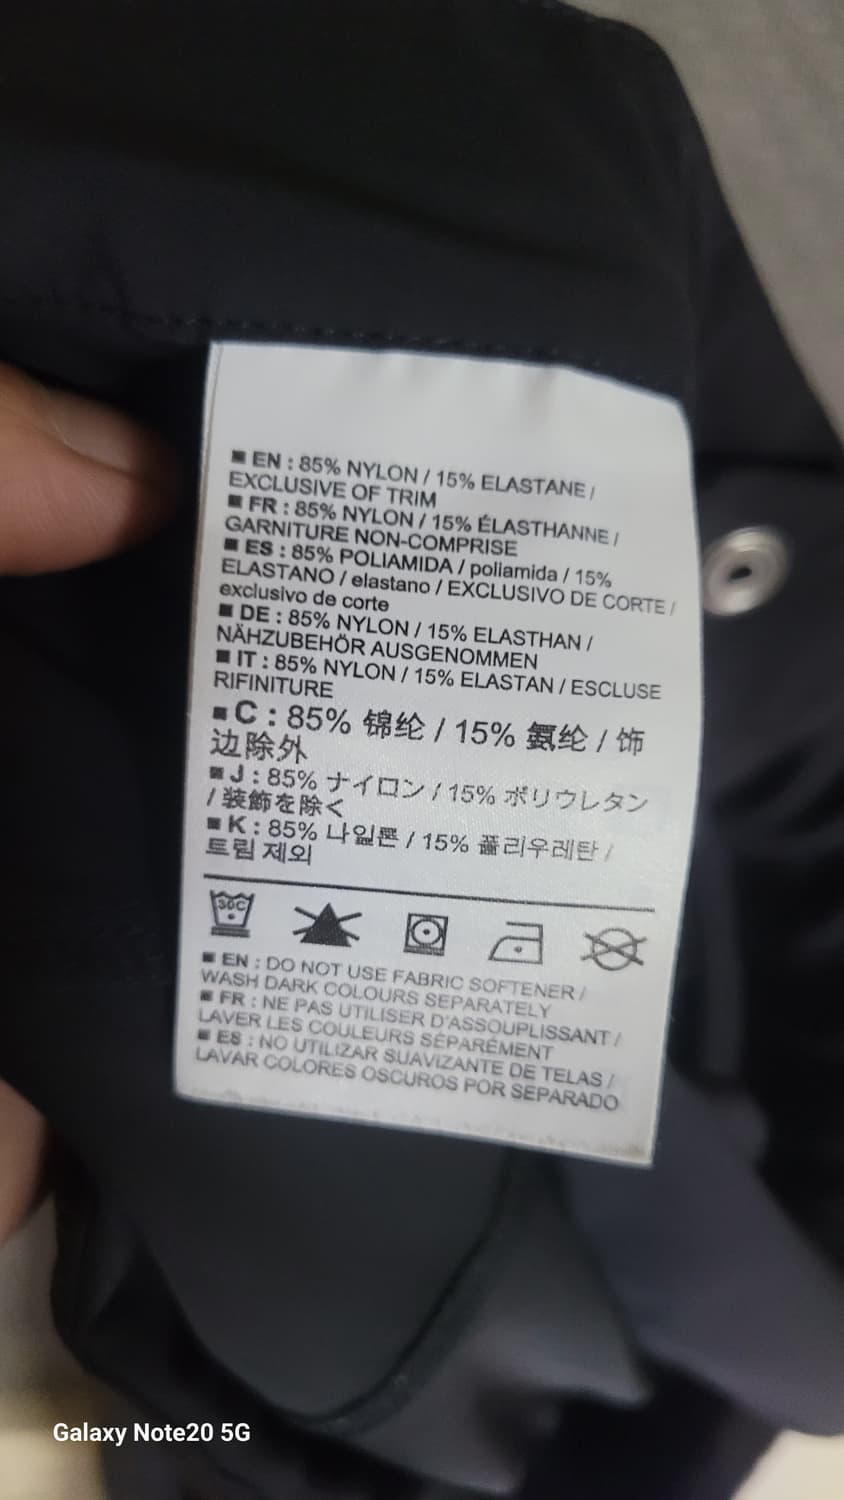 ■ EN : 85% NYLON / 15% ELASTANE /
EXCLUSIVE OF TRIM
■ FR : 85% NYLON / 15% ÉLASTHANNE /
GARNITURE NON-COMPRISE
■ ES : 85% POLIAMIDA / poliamida / 15%
ELASTANO / elastano / EXCLUSIVO DE CORTE /
exclusivo de corte
■ DE : 85% NYLON / 15% ELASTHAN /
NÄHZUBEHÖR AUSGENOMMEN
■ IT : 85% NYLON / 15% ELASTAN / ESCLUSE
RIFINITURE
■ C : 85% 锦纶 / 15% 氨纶 / 饰
边除外
■ J : 85% ナイロン / 15% ポリウレタン
/ 装飾を除く
■ K : 85% 나일론 / 15% 폴리우레탄 /
트림 제외
30C
■ EN : DO NOT USE FABRIC SOFTENER /
WASH DARK COLOURS SEPARATELY
■ FR : NE PAS UTILISER D'ASSOUPLISSANT /
LAVER LES COULEURS SÉPARÉMENT
■ ES : NO UTILIZAR SUAVIZANTE DE TELAS /
LAVAR COLORES OSCUROS POR SEPARADO
Galaxy Note20 5G